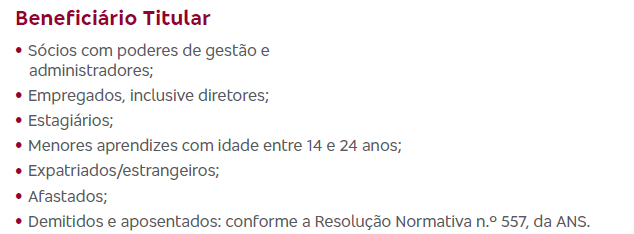 Beneficiário Titular
• Sócios com poderes de gestão e
administradores;
• Empregados, inclusive diretores;
• Estagiários;
• Menores aprendizes com idade entre 14 e 24 anos;
• Expatriados/estrangeiros;
• Afastados;
• Demitidos e aposentados: conforme a Resolução Normativa n.º 557, da ANS.